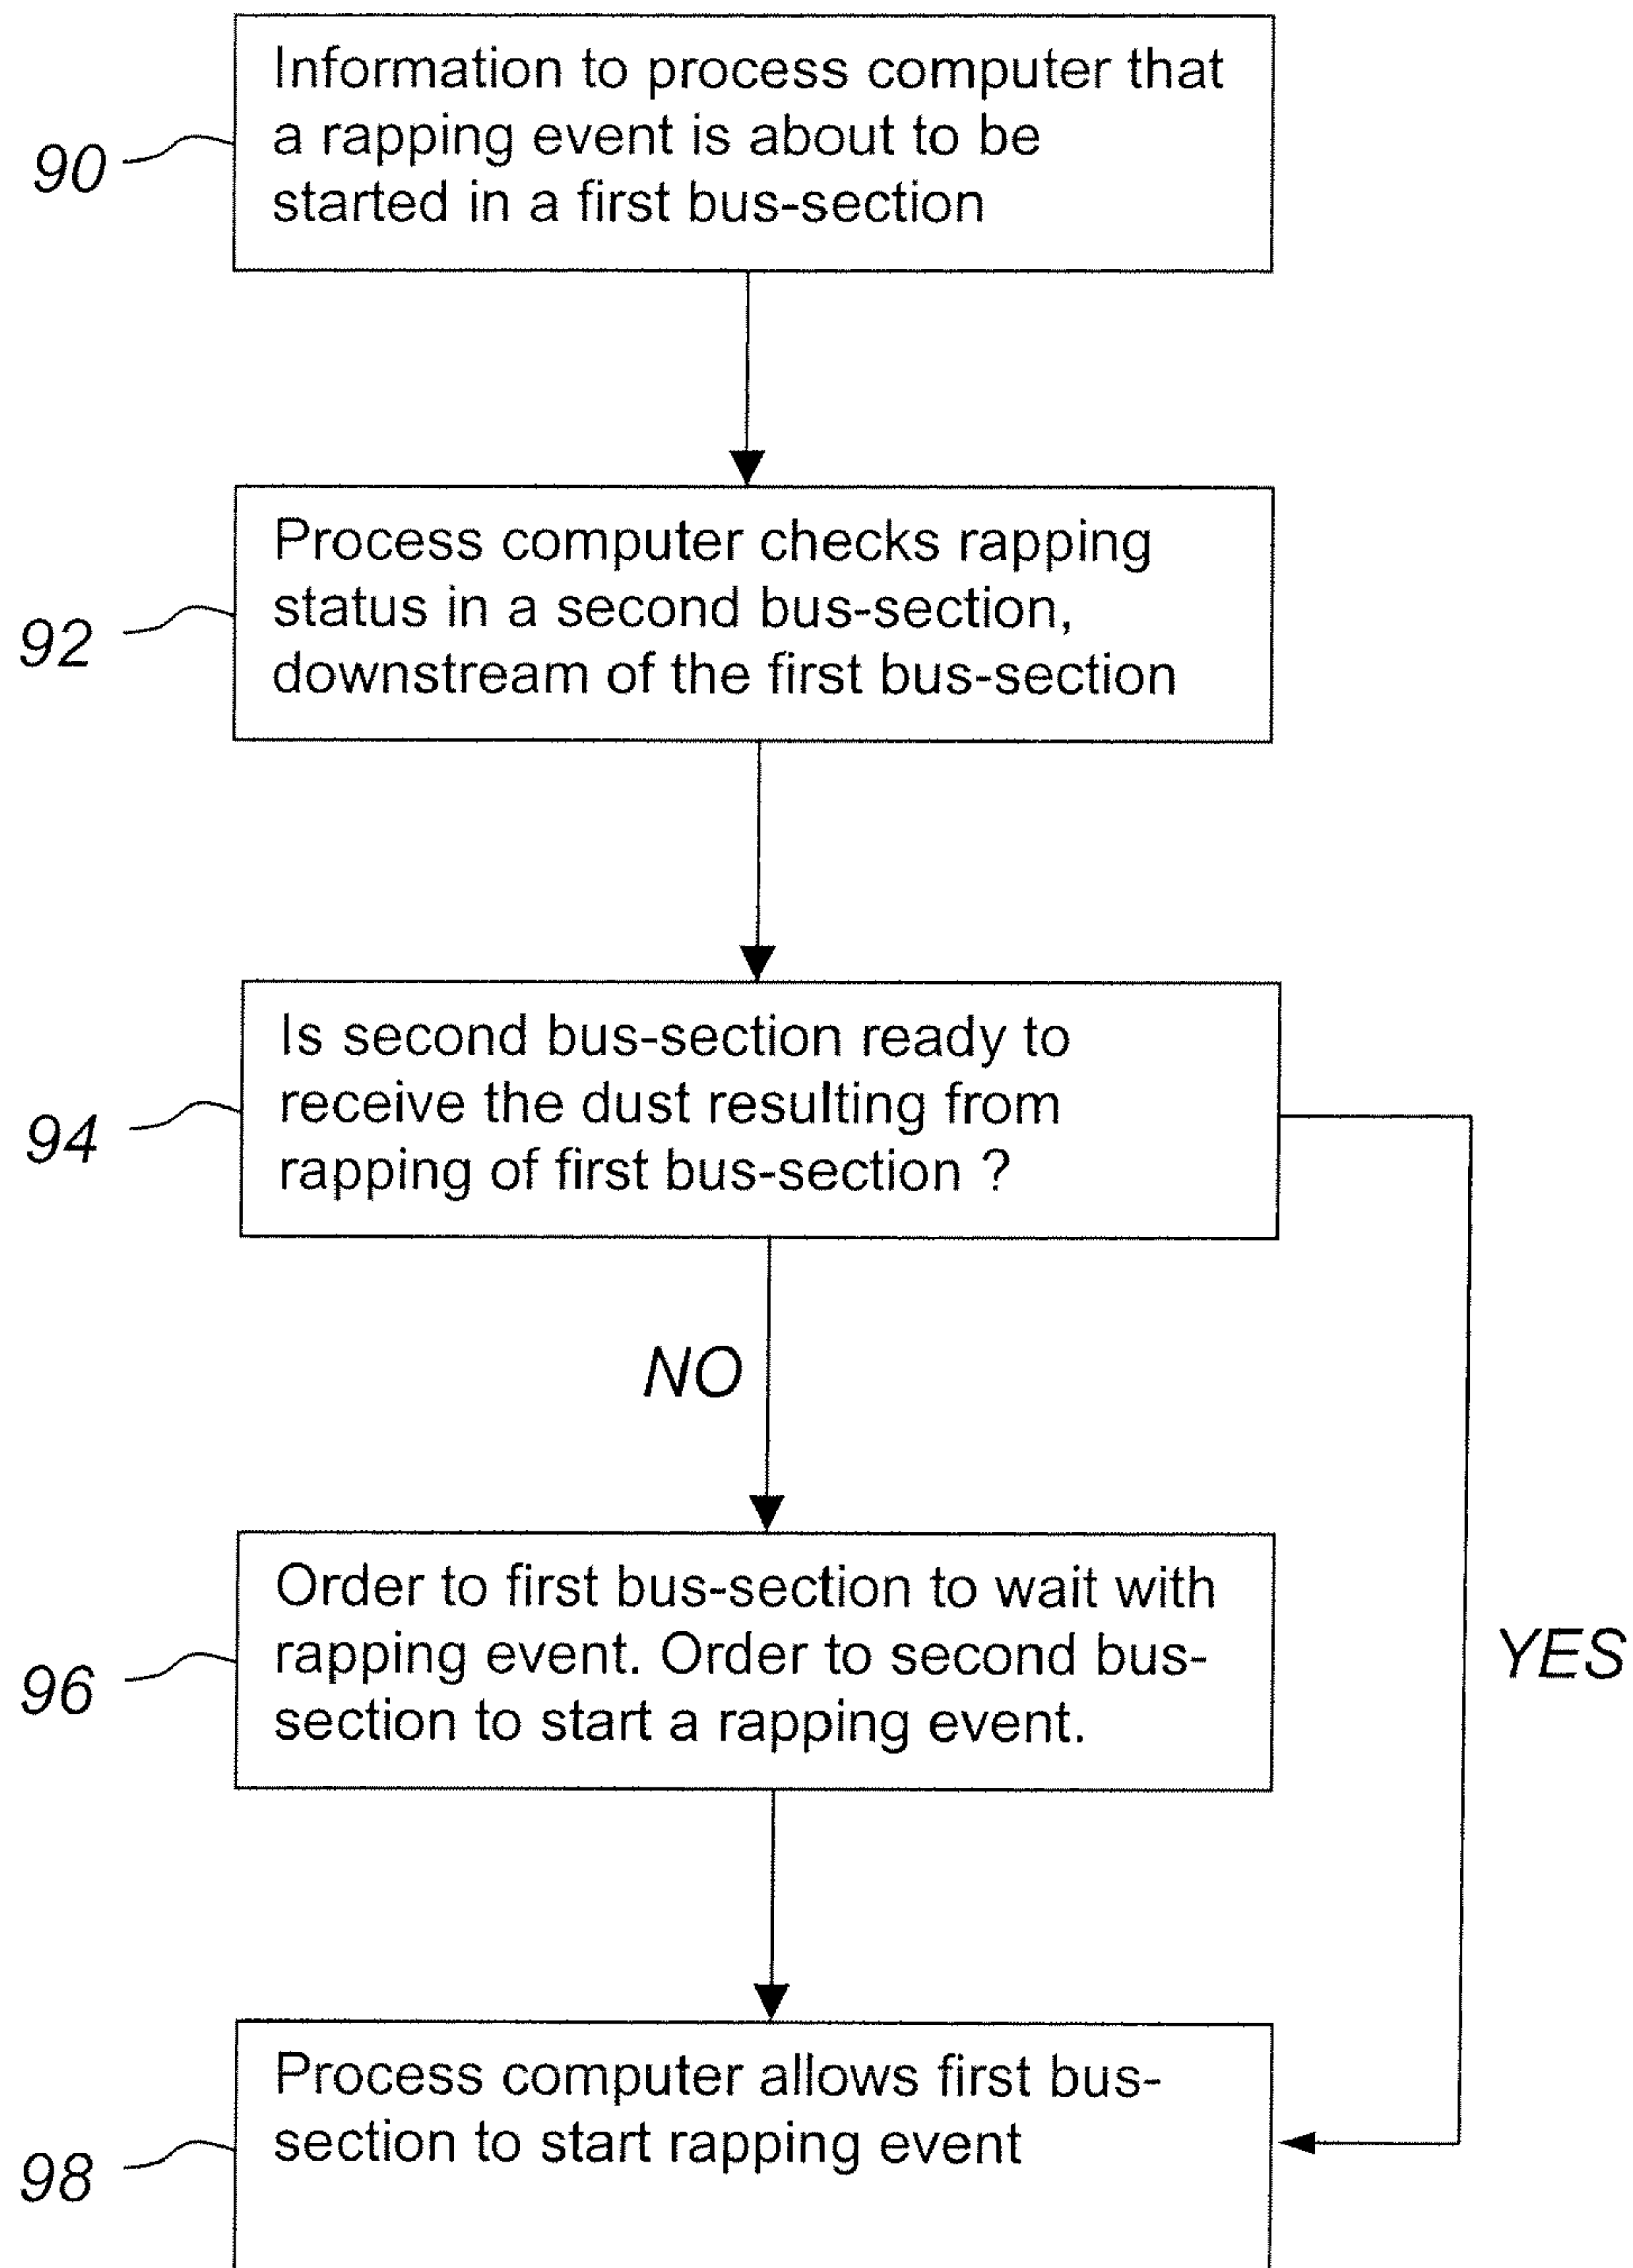 Information to process computer that
a rapping event is about to be
started in a first bus-section
90
Process computer checks rapping
status in a second bus-section,
downstream of the first bus-section
92
Is second bus-section ready to
receive the dust resulting from
rapping of first bus-section ?
94
NO
Order to first bus-section to wait with
rapping event. Order to second bus-
section to start a rapping event.
96
YES
Process computer allows first bus-
section to start rapping event
98